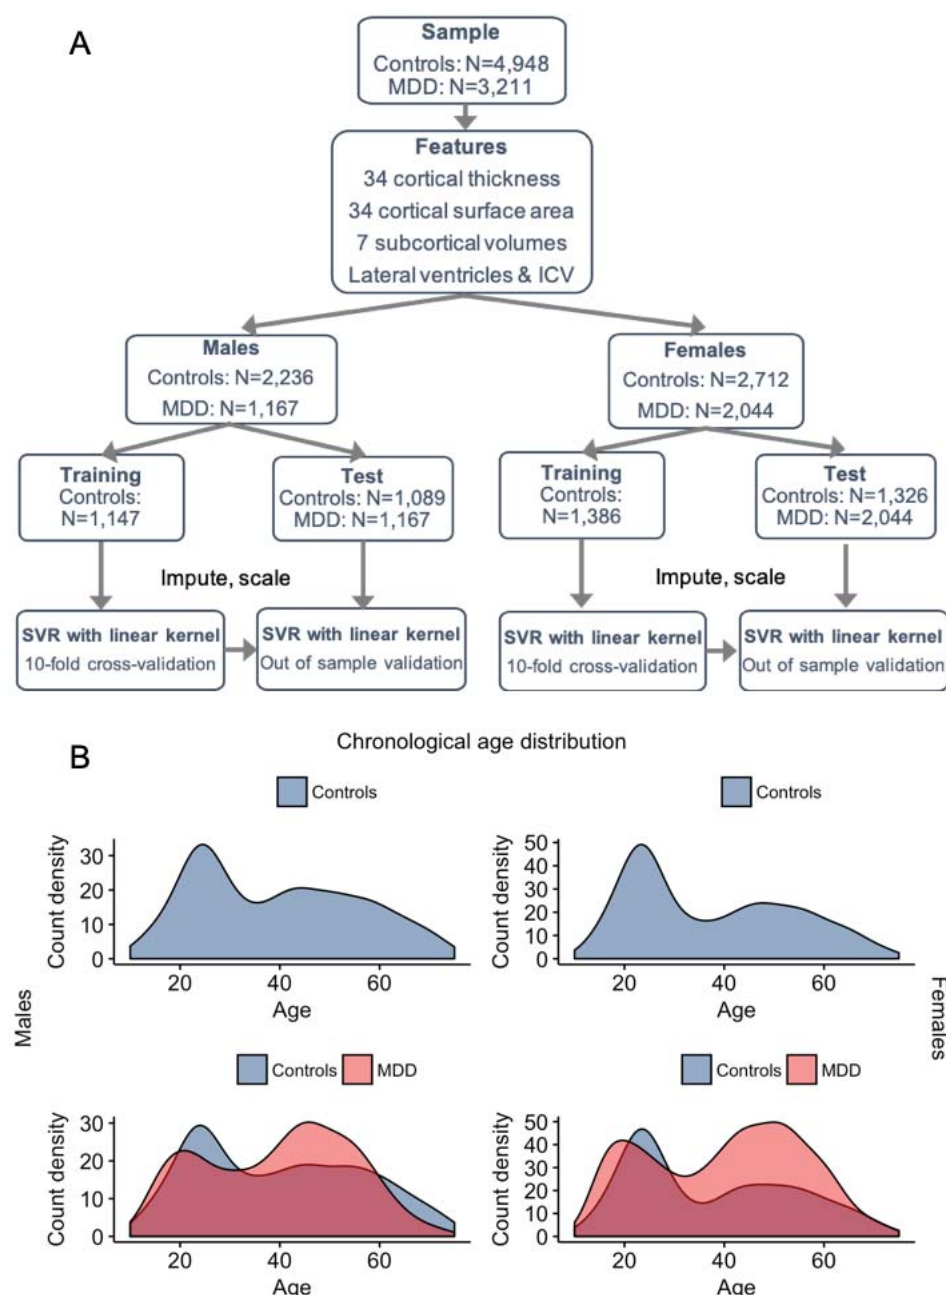 A
Sample
Controls: N=4,948
MDD: N=3,211
Features
34 cortical thickness
34 cortical surface area
7 subcortical volumes
Lateral ventricles & ICV
Males
Controls: N=2,236
MDD: N=1,167
Females
Controls: N=2,712
MDD: N=2,044
Training
Controls:
N=1,147
Test
Controls: N=1,089
MDD: N=1,167
Training
Controls:
N=1,386
Test
Controls: N=1,326
MDD: N=2,044
Impute, scale
Impute, scale
SVR with linear kernel
10-fold cross-validation
SVR with linear kernel
Out of sample validation
SVR with linear kernel
10-fold cross-validation
SVR with linear kernel
Out of sample validation
B
Chronological age distribution
Males
Controls
Count density
30
20
10
0
20 40 60
Age
Controls
Count density
50
40
30
20
10
0
20 40 60
Age
Females
Controls MDD
Count density
30
20
10
0
20 40 60
Age
Controls MDD
Count density
50
40
30
20
10
0
20 40 60
Age